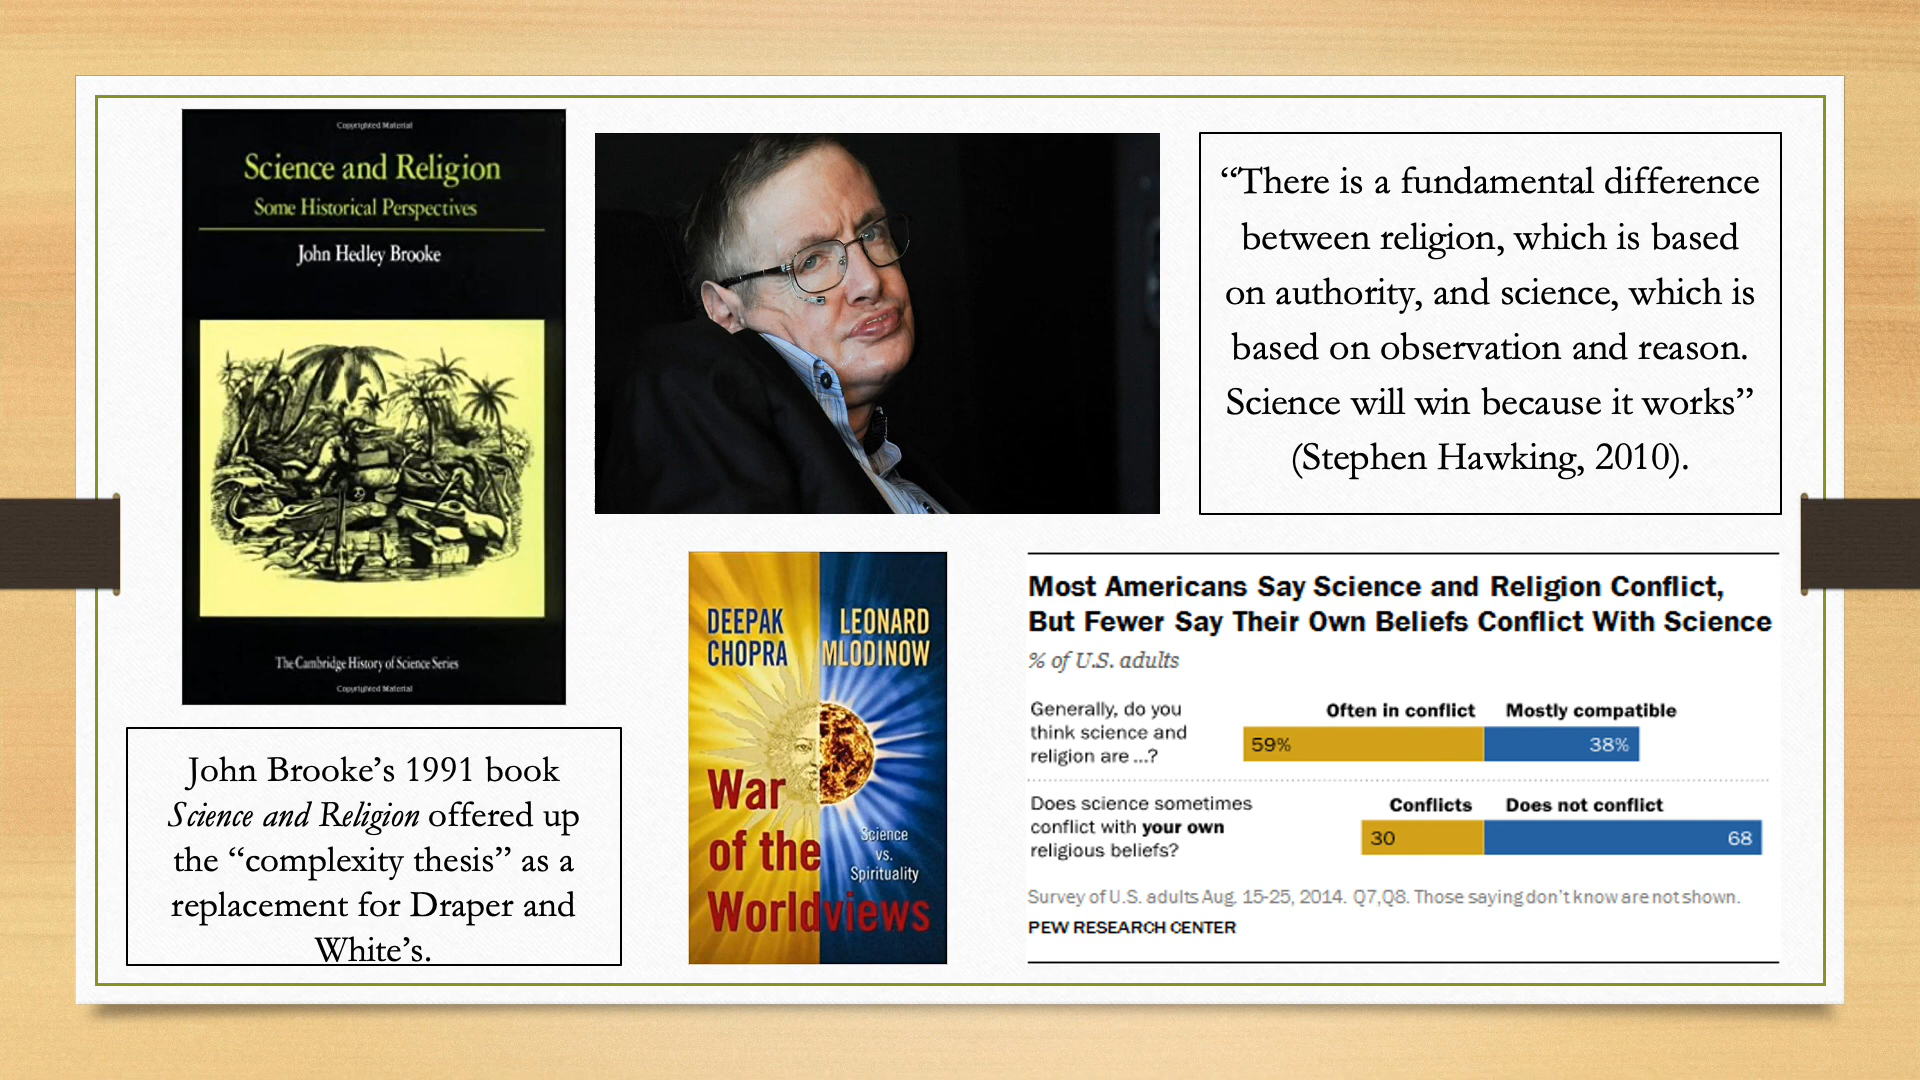 Copyrighted Material
Science and Religion
Some Historical Perspectives
John Hedley Brooke
The Cambridge History of Science Series
Copyrighted Material
John Brooke’s 1991 book
Science and Religion offered up
the “complexity thesis” as a
replacement for Draper and
White’s.
“There is a fundamental difference
between religion, which is based
on authority, and science, which is
based on observation and reason.
Science will win because it works”
(Stephen Hawking, 2010).
DEEPAK CHOPRA
LEONARD MLODINOW
War
of the
Worldviews
Science
vs.
Spirituality
Most Americans Say Science and Religion Conflict,
But Fewer Say Their Own Beliefs Conflict With Science
% of U.S. adults
Generally, do you
think science and
religion are ...?
Often in conflict Mostly compatible
59% 38%
Does science sometimes
conflict with your own
religious beliefs?
Conflicts Does not conflict
30 68
Survey of U.S. adults Aug. 15-25, 2014. Q7,Q8. Those saying don’t know are not shown.
PEW RESEARCH CENTER